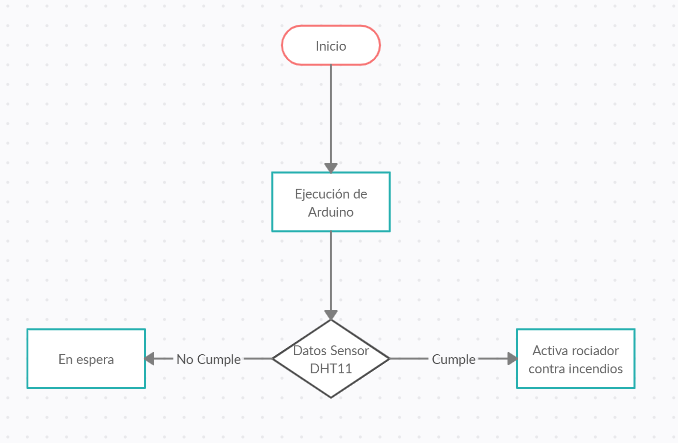 Inicio
Ejecución de
Arduino
Datos Sensor
DHT11
No Cumple
Cumple
En espera
Activa rociador
contra incendios